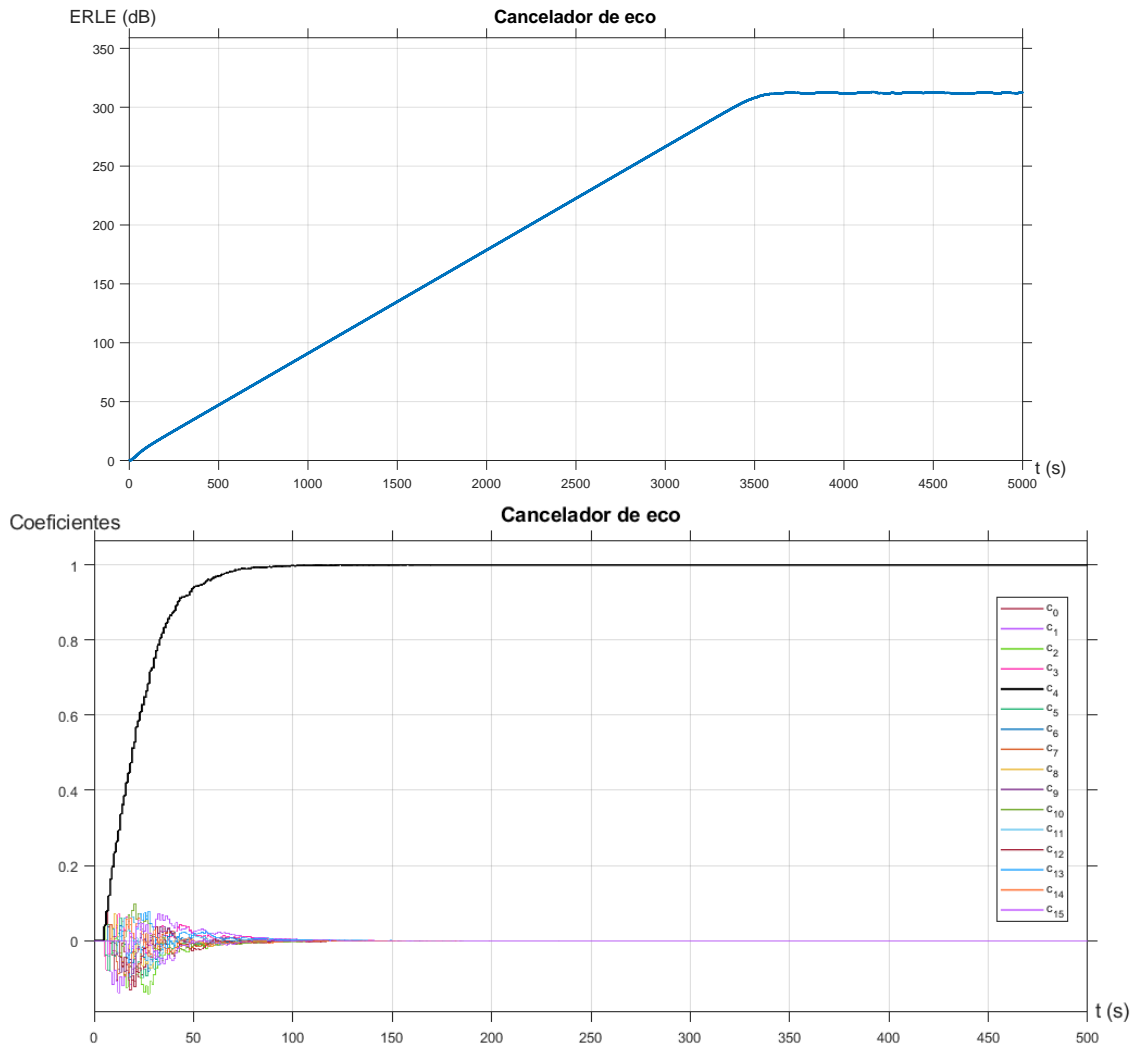 ERLE (dB)
Cancelador de eco
350
300
250
200
150
100
50
0
0 500 1000 1500 2000 2500 3000 3500 4000 4500 5000
t (s)
Coeficientes
Cancelador de eco
1
0.8
0.6
0.4
0.2
0
c0
c1
c2
c3
c4
c5
c6
c7
c8
c9
c10
c11
c12
c13
c14
c15
t (s)
0 50 100 150 200 250 300 350 400 450 500